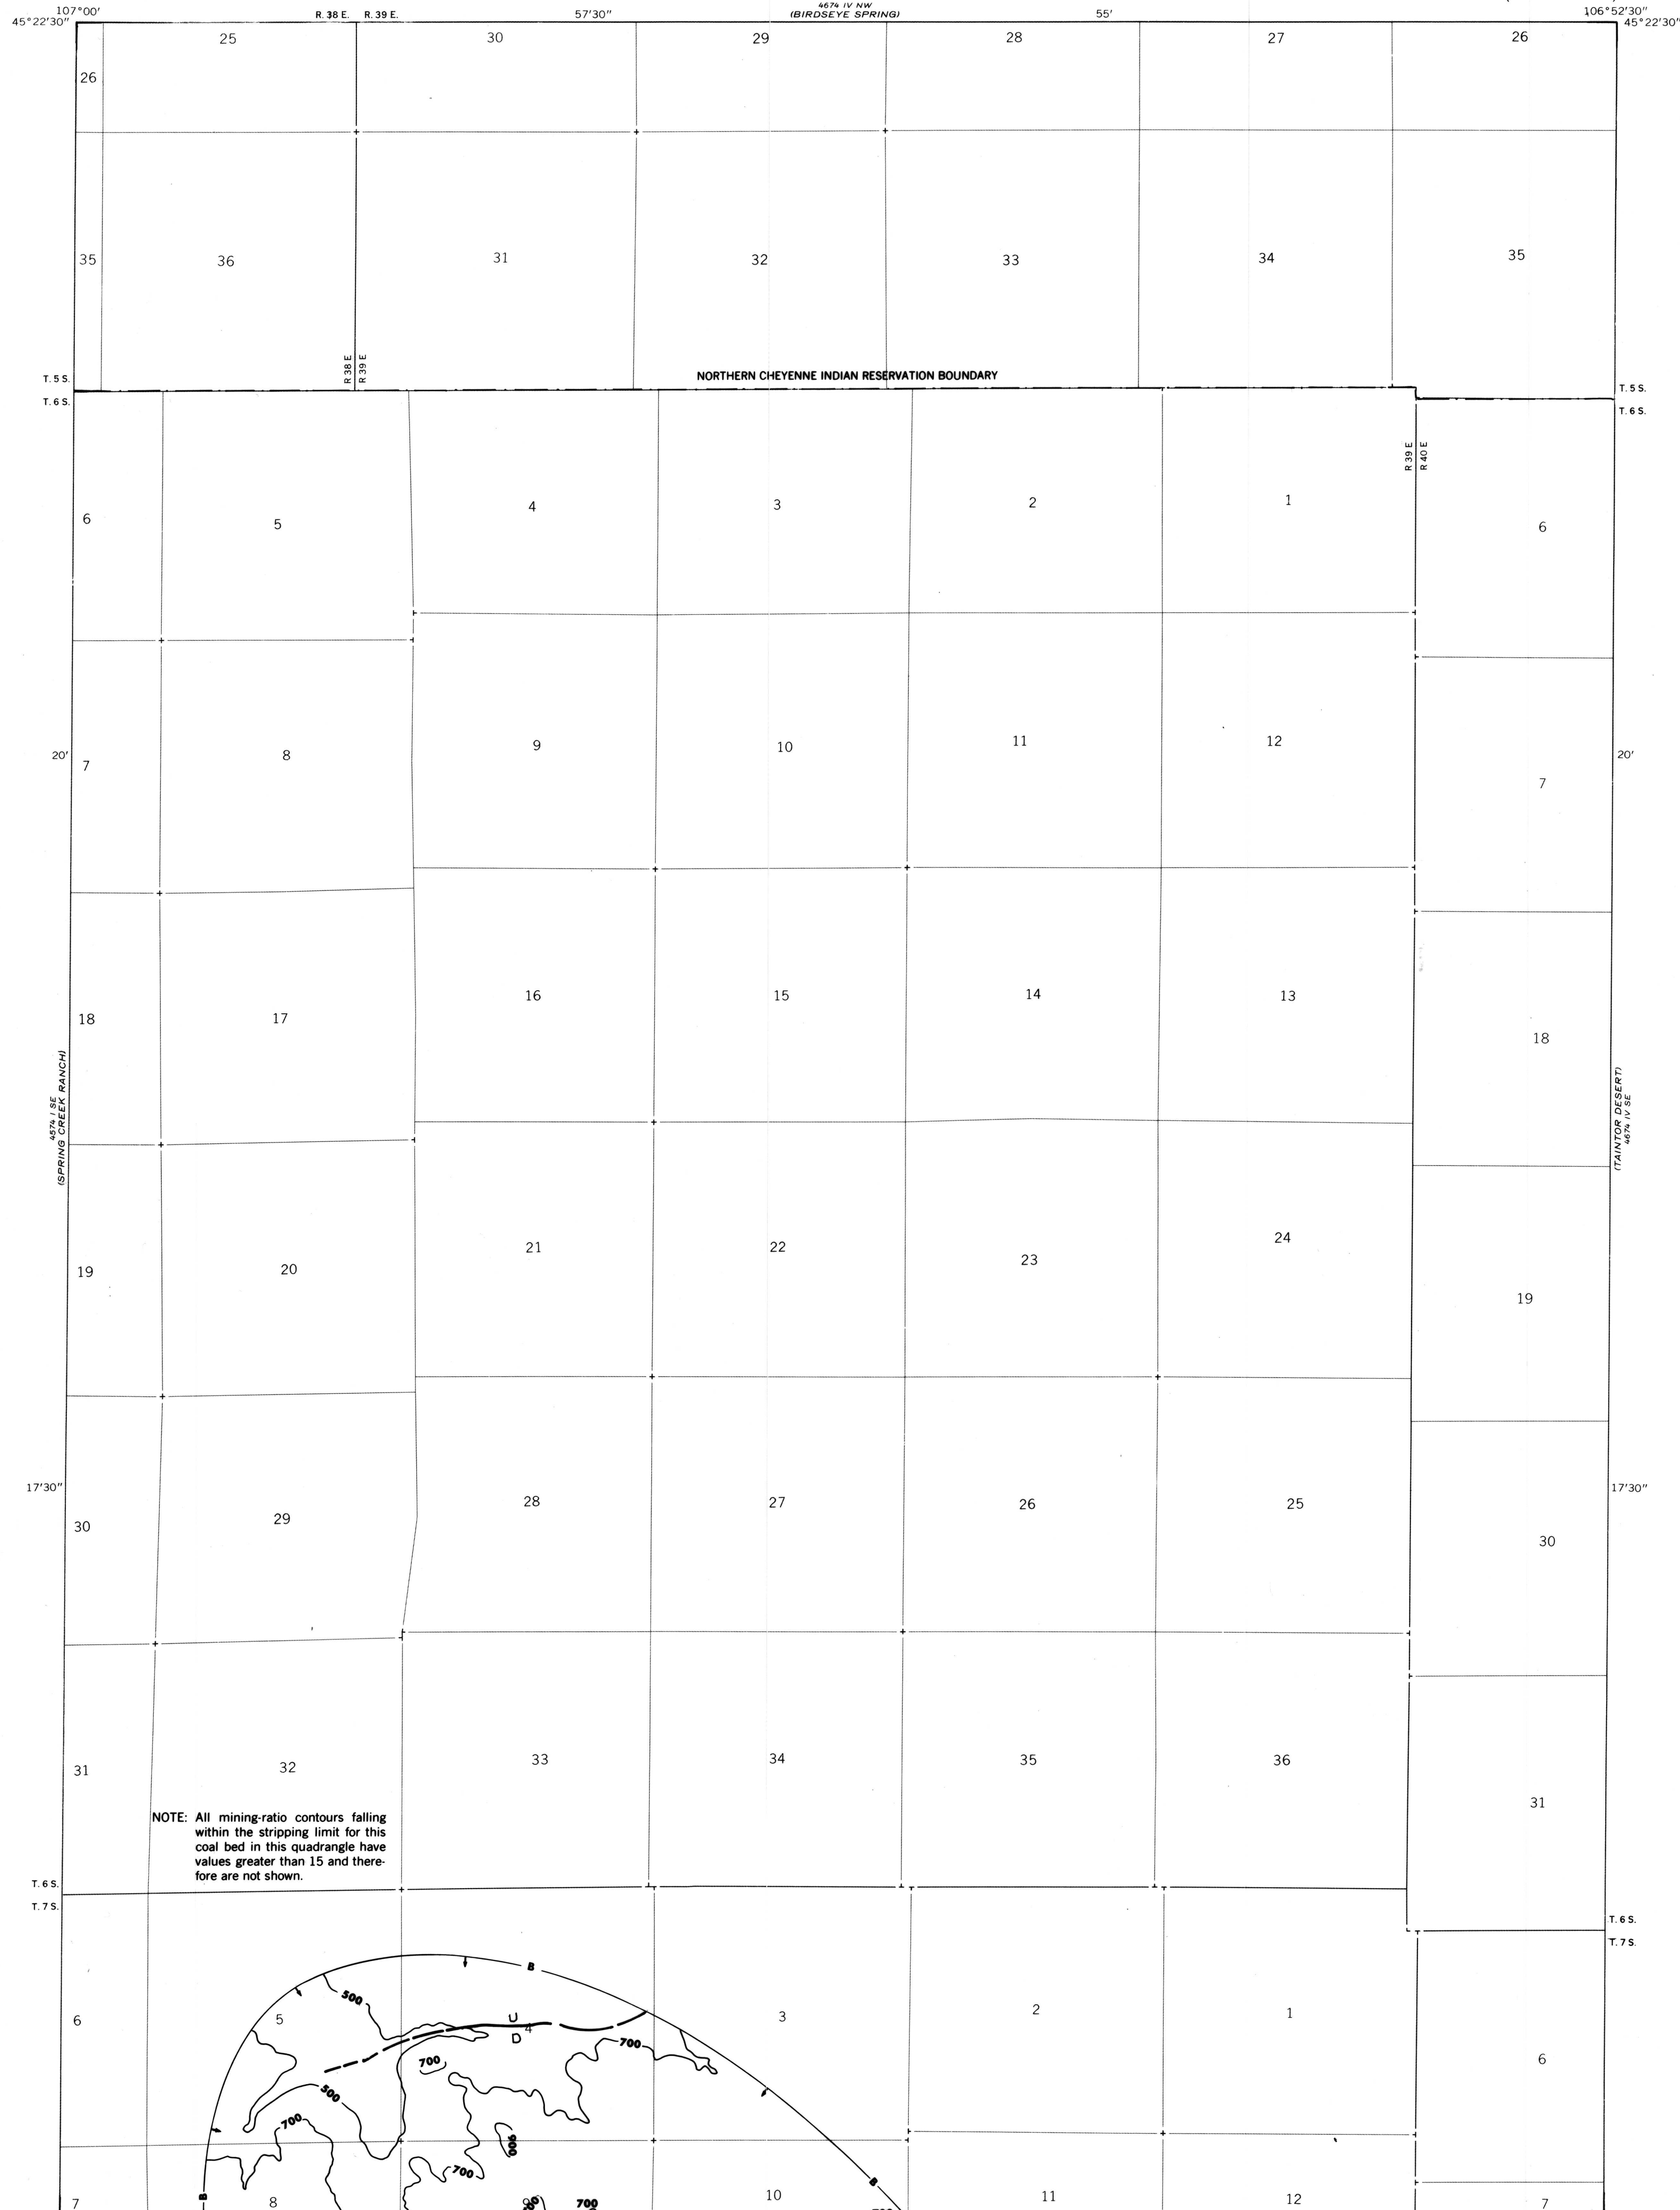 4674 IV NW
107°00' R. 38 E. R. 39 E. 57'30" (BIRDSEYE SPRING) 55' 106°52'30"
45°22'30" 45°22'30"
25 30 29 28 27 26
26
35 36 31 32 33 34 35
R 38 E R 39 E
NORTHERN CHEYENNE INDIAN RESERVATION BOUNDARY
T. 5 S. T. 5 S.
T. 6 S. T. 6 S.
R 39 E R 40 E
6 5 4 3 2 1 6
20' 7 8 9 10 11 12 7 20'
18 17 16 15 14 13 18
4574 I SE
(SPRING CREEK RANCH)
(TAINTOR DESERT)
4674 IV SE
19 20 21 22 23 24 19
17'30" 17'30"
30 29 28 27 26 25 30
31 32 33 34 35 36 31
NOTE: All mining-ratio contours falling
within the stripping limit for this
coal bed in this quadrangle have
values greater than 15 and there-
fore are not shown.
T. 6 S. T. 6 S.
T. 7 S. T. 7 S.
B
500
6 5 U 4 3 2 1 6
D
700 700
500
700
900
700
B
B
7 8 9 700 10 11 12 7